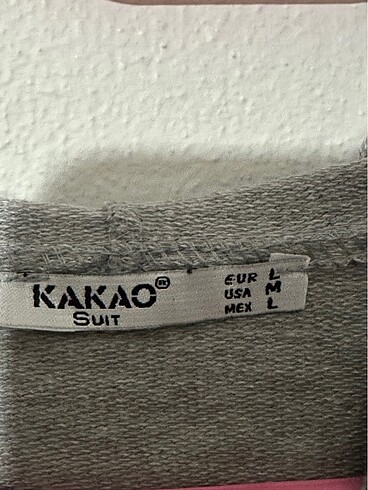 KAKAO®
SUIT
EUR L
USA M
MEX L